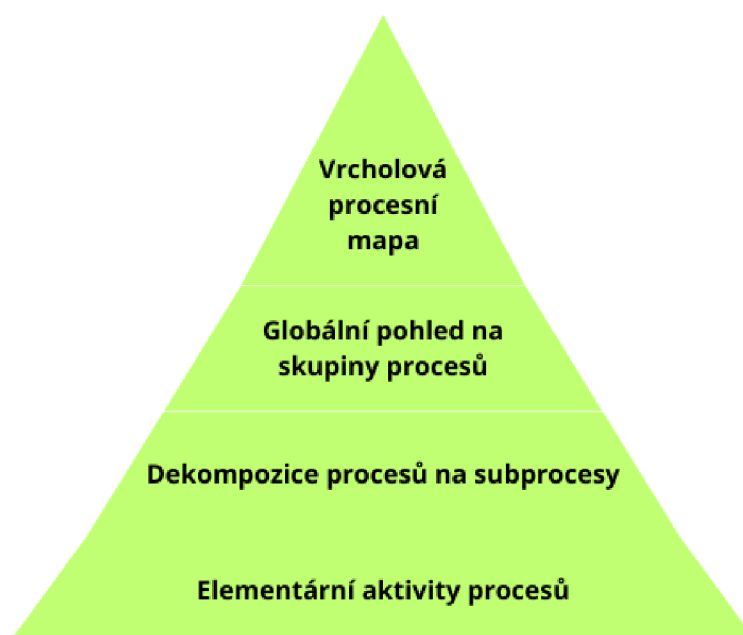 Vrcholová
procesní
mapa
Globální pohled na
skupiny procesů
Dekompozice procesů na subprocesy
Elementární aktivity procesů